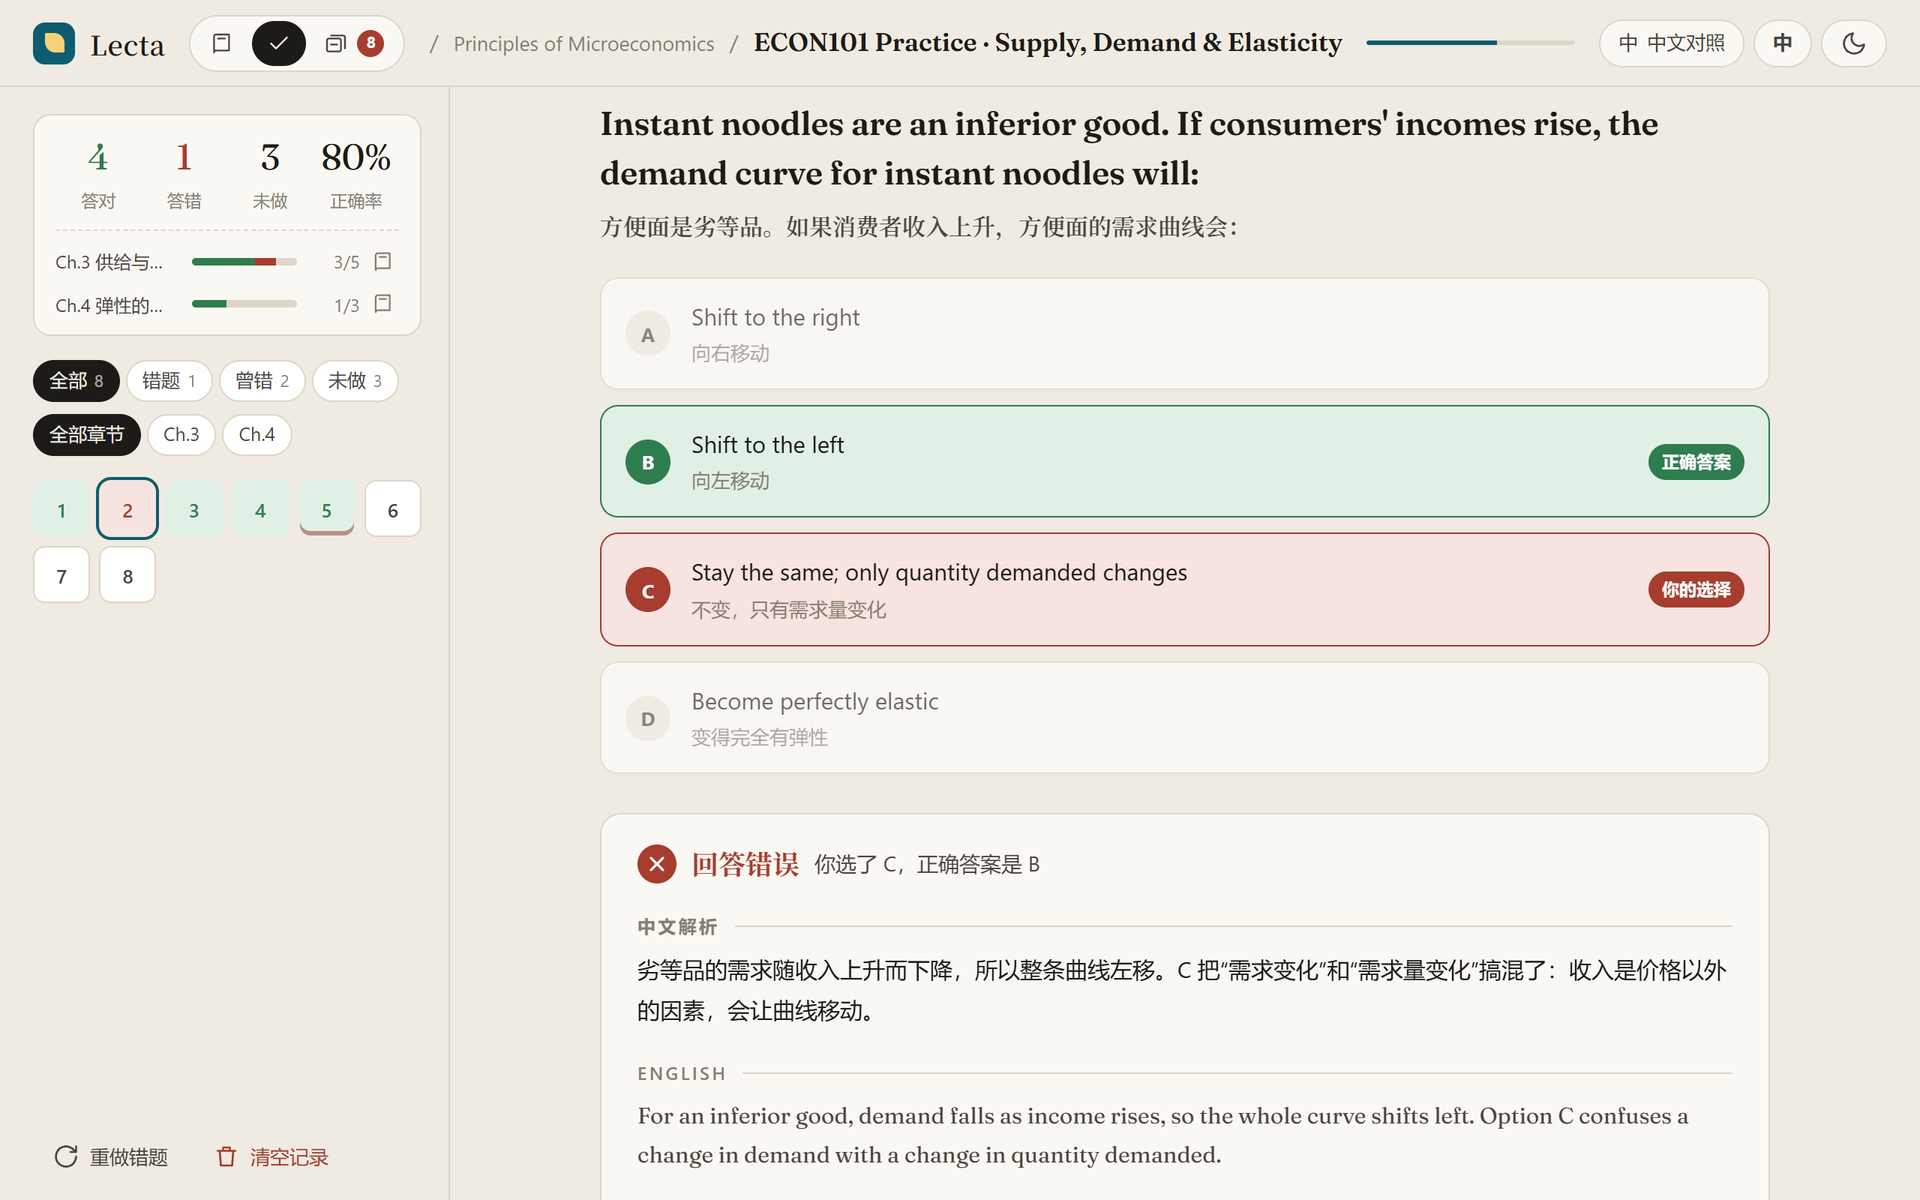 Lecta
8
/ Principles of Microeconomics / ECON101 Practice · Supply, Demand & Elasticity
中 中文对照
中
4 1 3 80%
答对 答错 未做 正确率
Ch.3 供给与... 3/5
Ch.4 弹性的... 1/3
全部 8 错题 1 曾错 2 未做 3
全部章节 Ch.3 Ch.4
1 2 3 4 5 6
7 8
重做错题 清空记录
Instant noodles are an inferior good. If consumers' incomes rise, the
demand curve for instant noodles will:
方便面是劣等品。如果消费者收入上升，方便面的需求曲线会：
A Shift to the right
向右移动
B Shift to the left
向左移动
正确答案
C Stay the same; only quantity demanded changes
不变，只有需求量变化
你的选择
D Become perfectly elastic
变得完全有弹性
回答错误 你选了 C，正确答案是 B
中文解析
劣等品的需求随收入上升而下降，所以整条曲线左移。C 把“需求变化”和“需求量变化”搞混了：收入是价格以外
的因素，会让曲线移动。
ENGLISH
For an inferior good, demand falls as income rises, so the whole curve shifts left. Option C confuses a
change in demand with a change in quantity demanded.